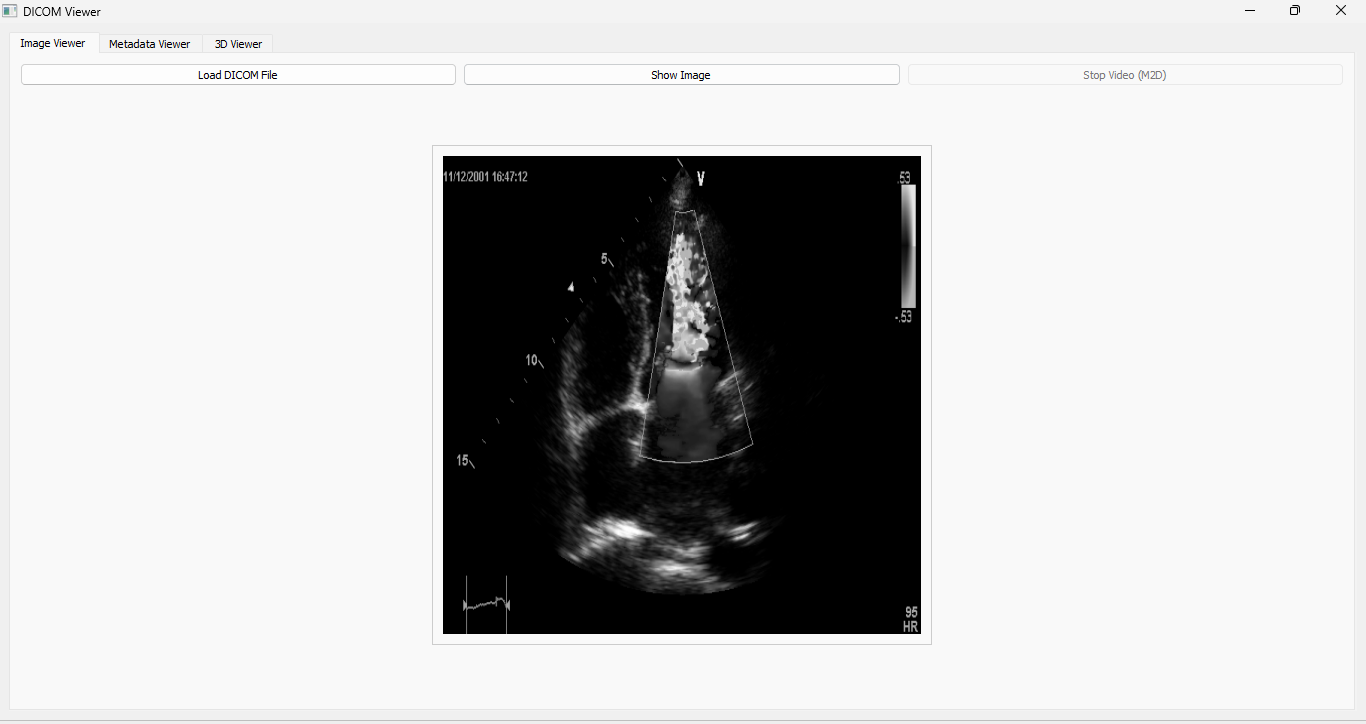 DICOM Viewer
Image Viewer
Metadata Viewer
3D Viewer
Load DICOM File
Show Image
Stop Video (M2D)
11/12/2001 16:47:12
V
.53
5
-.53
10
15
95
HR